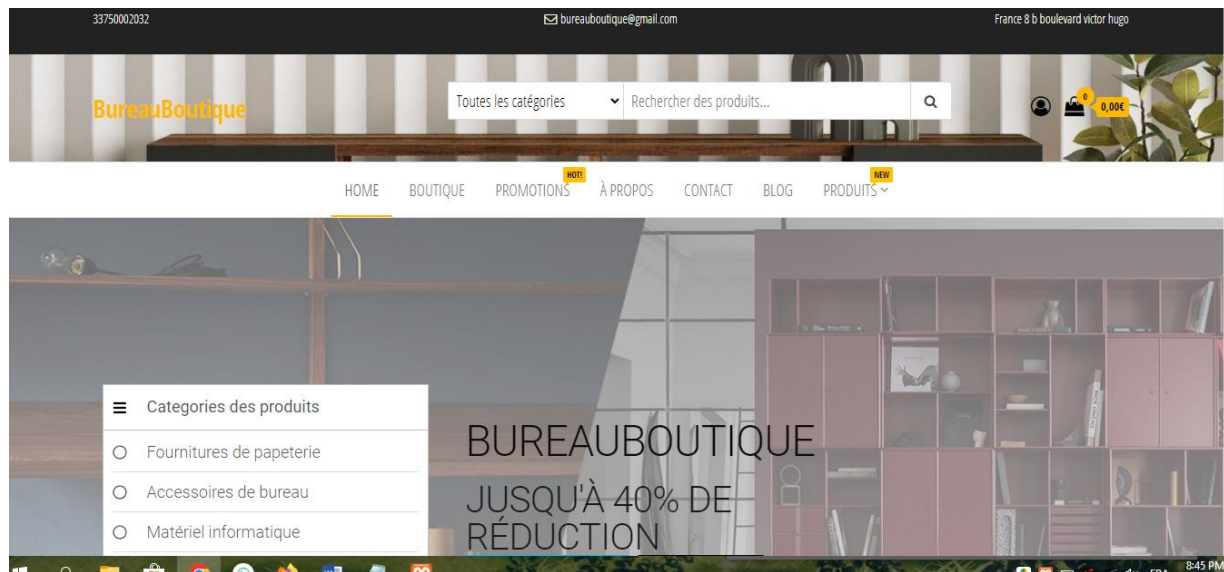 33750002032
bureauboutique@gmail.com
France 8 b boulevard victor hugo
BureauBoutique
Toutes les catégories
Rechercher des produits...
0
0,00€
HOT!
NEW
HOME BOUTIQUE PROMOTIONS À PROPOS CONTACT BLOG PRODUITS
Categories des produits
Fournitures de papeterie
Accessoires de bureau
Matériel informatique
BUREAUBOUTIQUE
JUSQU'À 40% DE
RÉDUCTION
8:45 PM